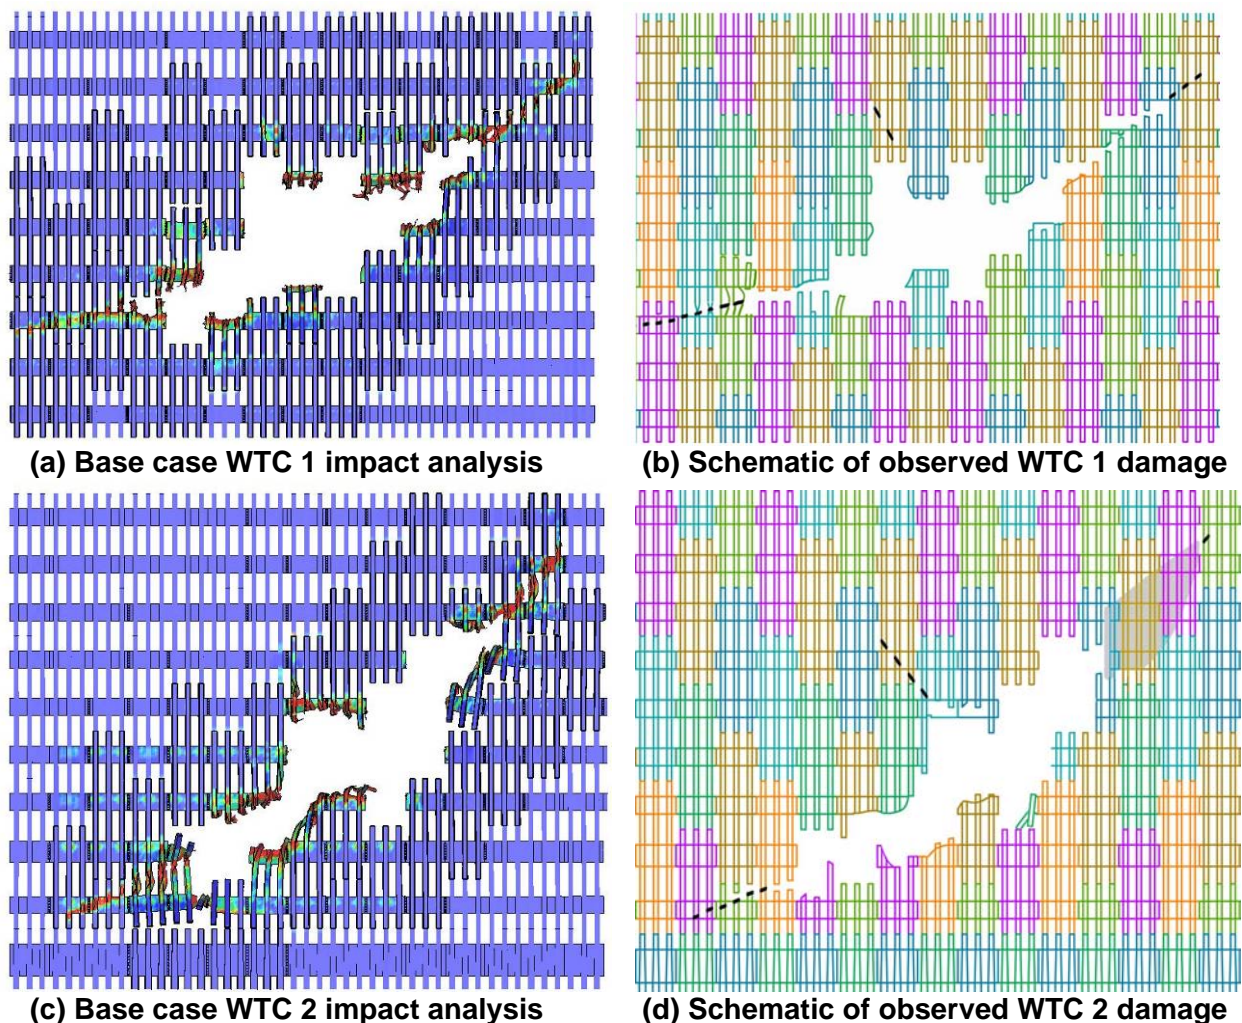 (a) Base case WTC 1 impact analysis
(b) Schematic of observed WTC 1 damage
(c) Base case WTC 2 impact analysis
(d) Schematic of observed WTC 2 damage